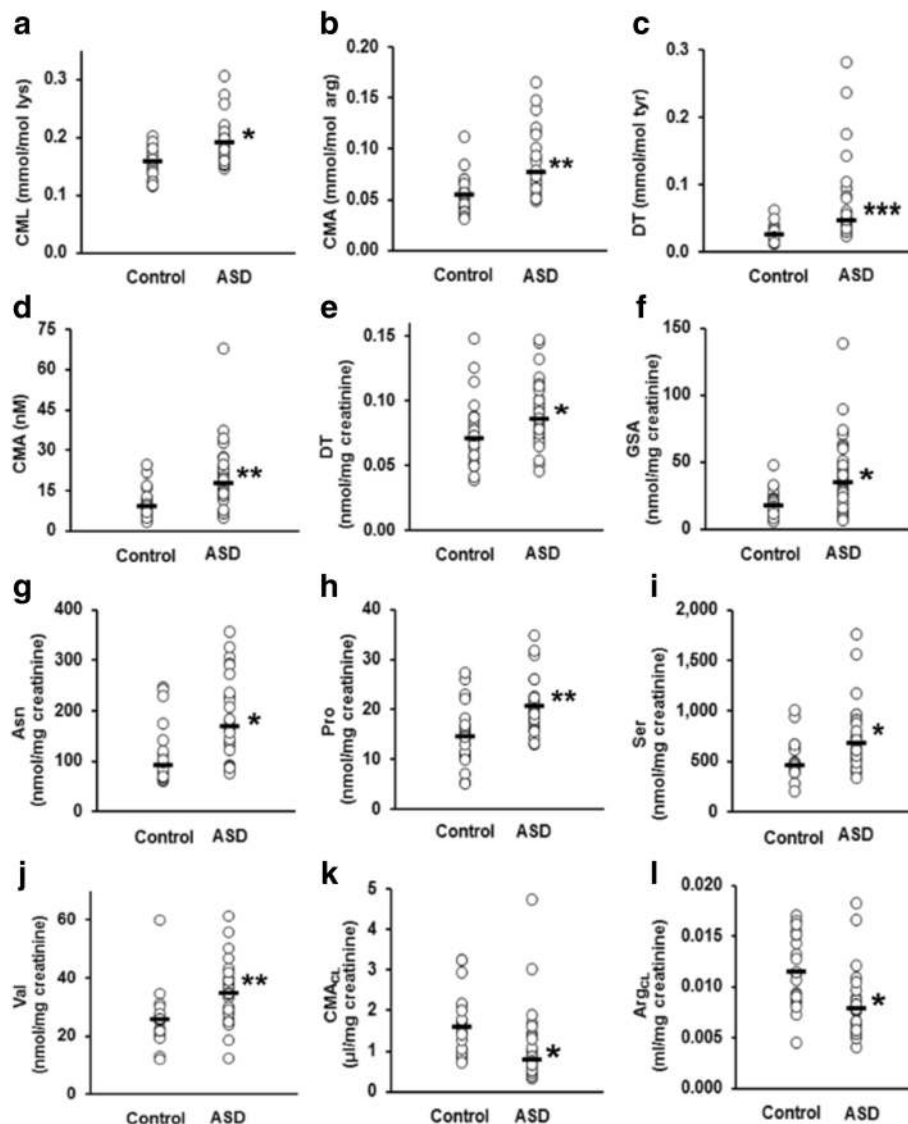 a
CML (mmol/mol lys)
0.3
0.2
0.1
0.0
*
Control
ASD
b
CMA (mmol/mol arg)
0.20
0.15
0.10
0.05
0.00
**
Control
ASD
c
DT (mmol/mol tyr)
0.3
0.2
0.1
0.0
***
Control
ASD
d
CMA (nM)
75
60
45
30
15
0
**
Control
ASD
e
DT
(nmol/mg creatinine)
0.15
0.10
0.05
0.00
*
Control
ASD
f
GSA
(nmol/mg creatinine)
150
100
50
0
*
Control
ASD
g
Asn
(nmol/mg creatinine)
400
300
200
100
0
*
Control
ASD
h
Pro
(nmol/mg creatinine)
40
30
20
10
0
**
Control
ASD
i
Ser
(nmol/mg creatinine)
2,000
1,500
1,000
500
0
*
Control
ASD
j
Val
(nmol/mg creatinine)
60
40
20
0
**
Control
ASD
k
CMA_CL
(µl/mg creatinine)
5
4
3
2
1
0
*
Control
ASD
l
Arg_CL
(ml/mg creatinine)
0.020
0.015
0.010
0.005
0.000
*
Control
ASD